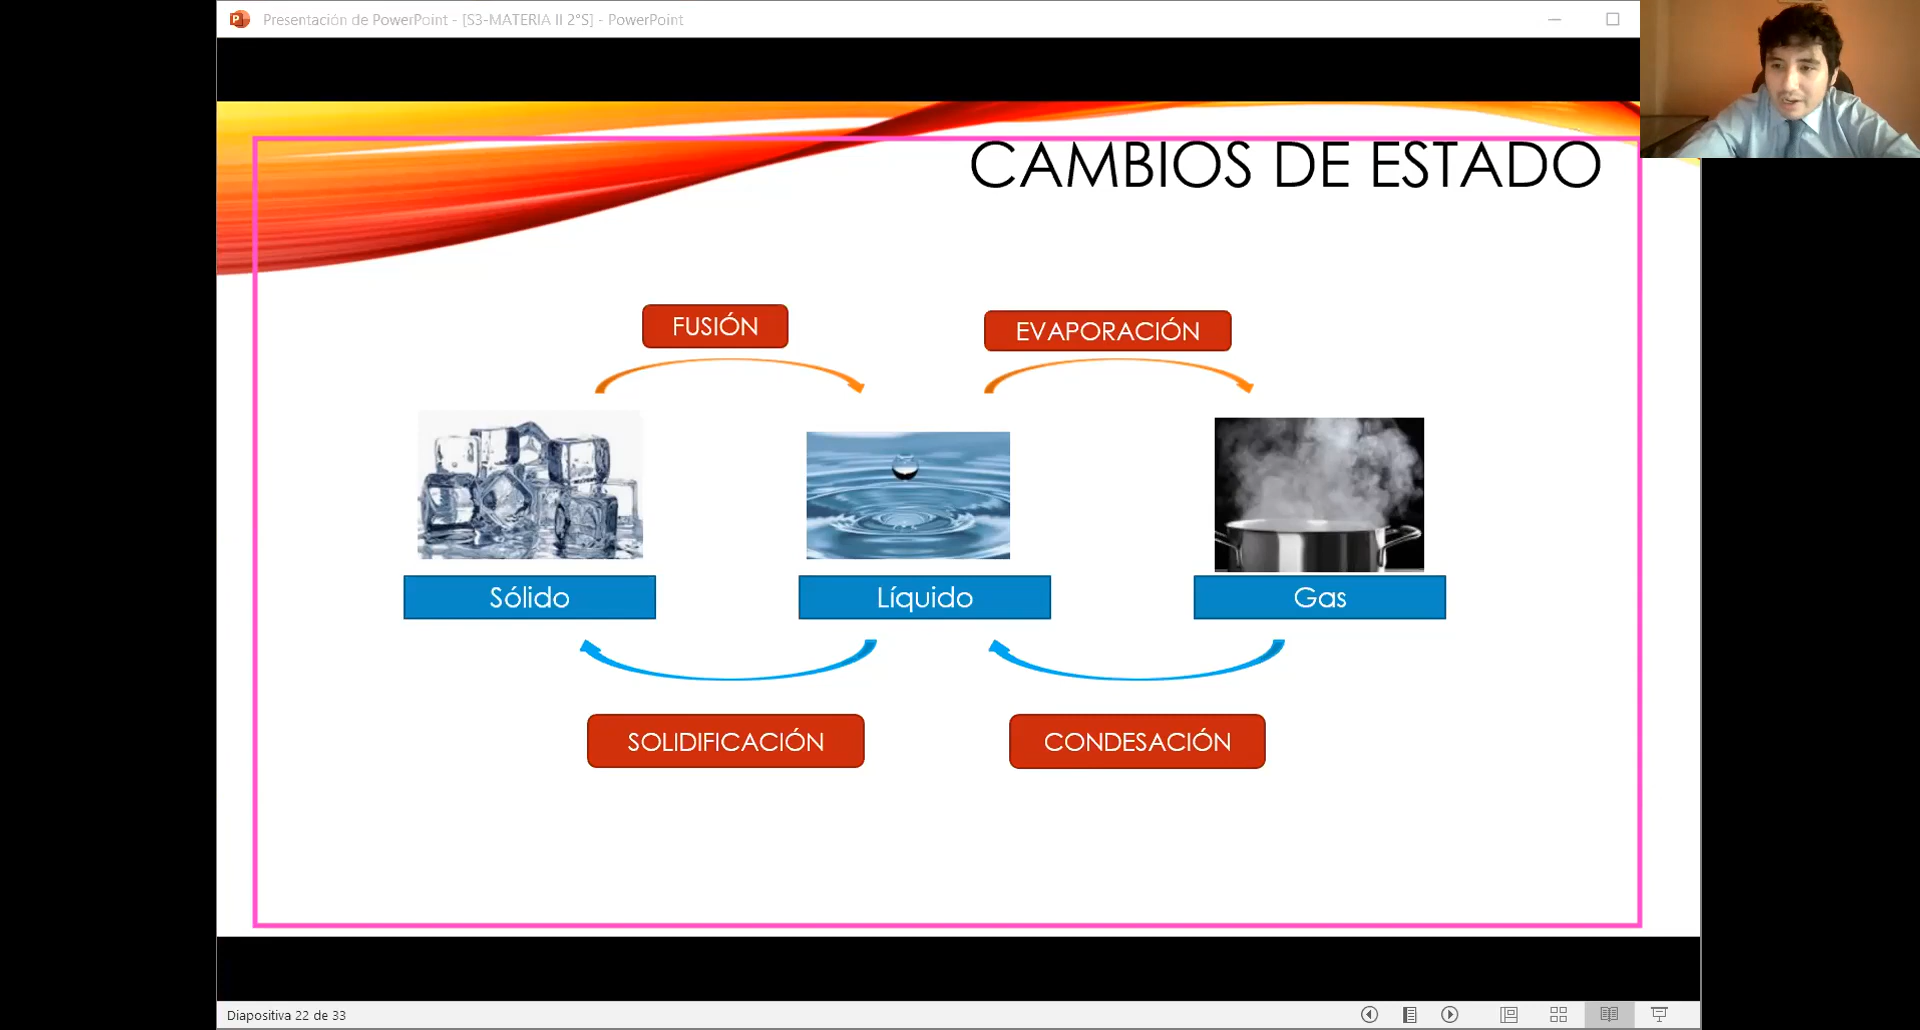 Presentación de PowerPoint - [S3-MATERIA II 2°S] - PowerPoint
CAMBIOS DE ESTADO
FUSIÓN
EVAPORACIÓN
Sólido
Líquido
Gas
SOLIDIFICACIÓN
CONDESACIÓN
Diapositiva 22 de 33